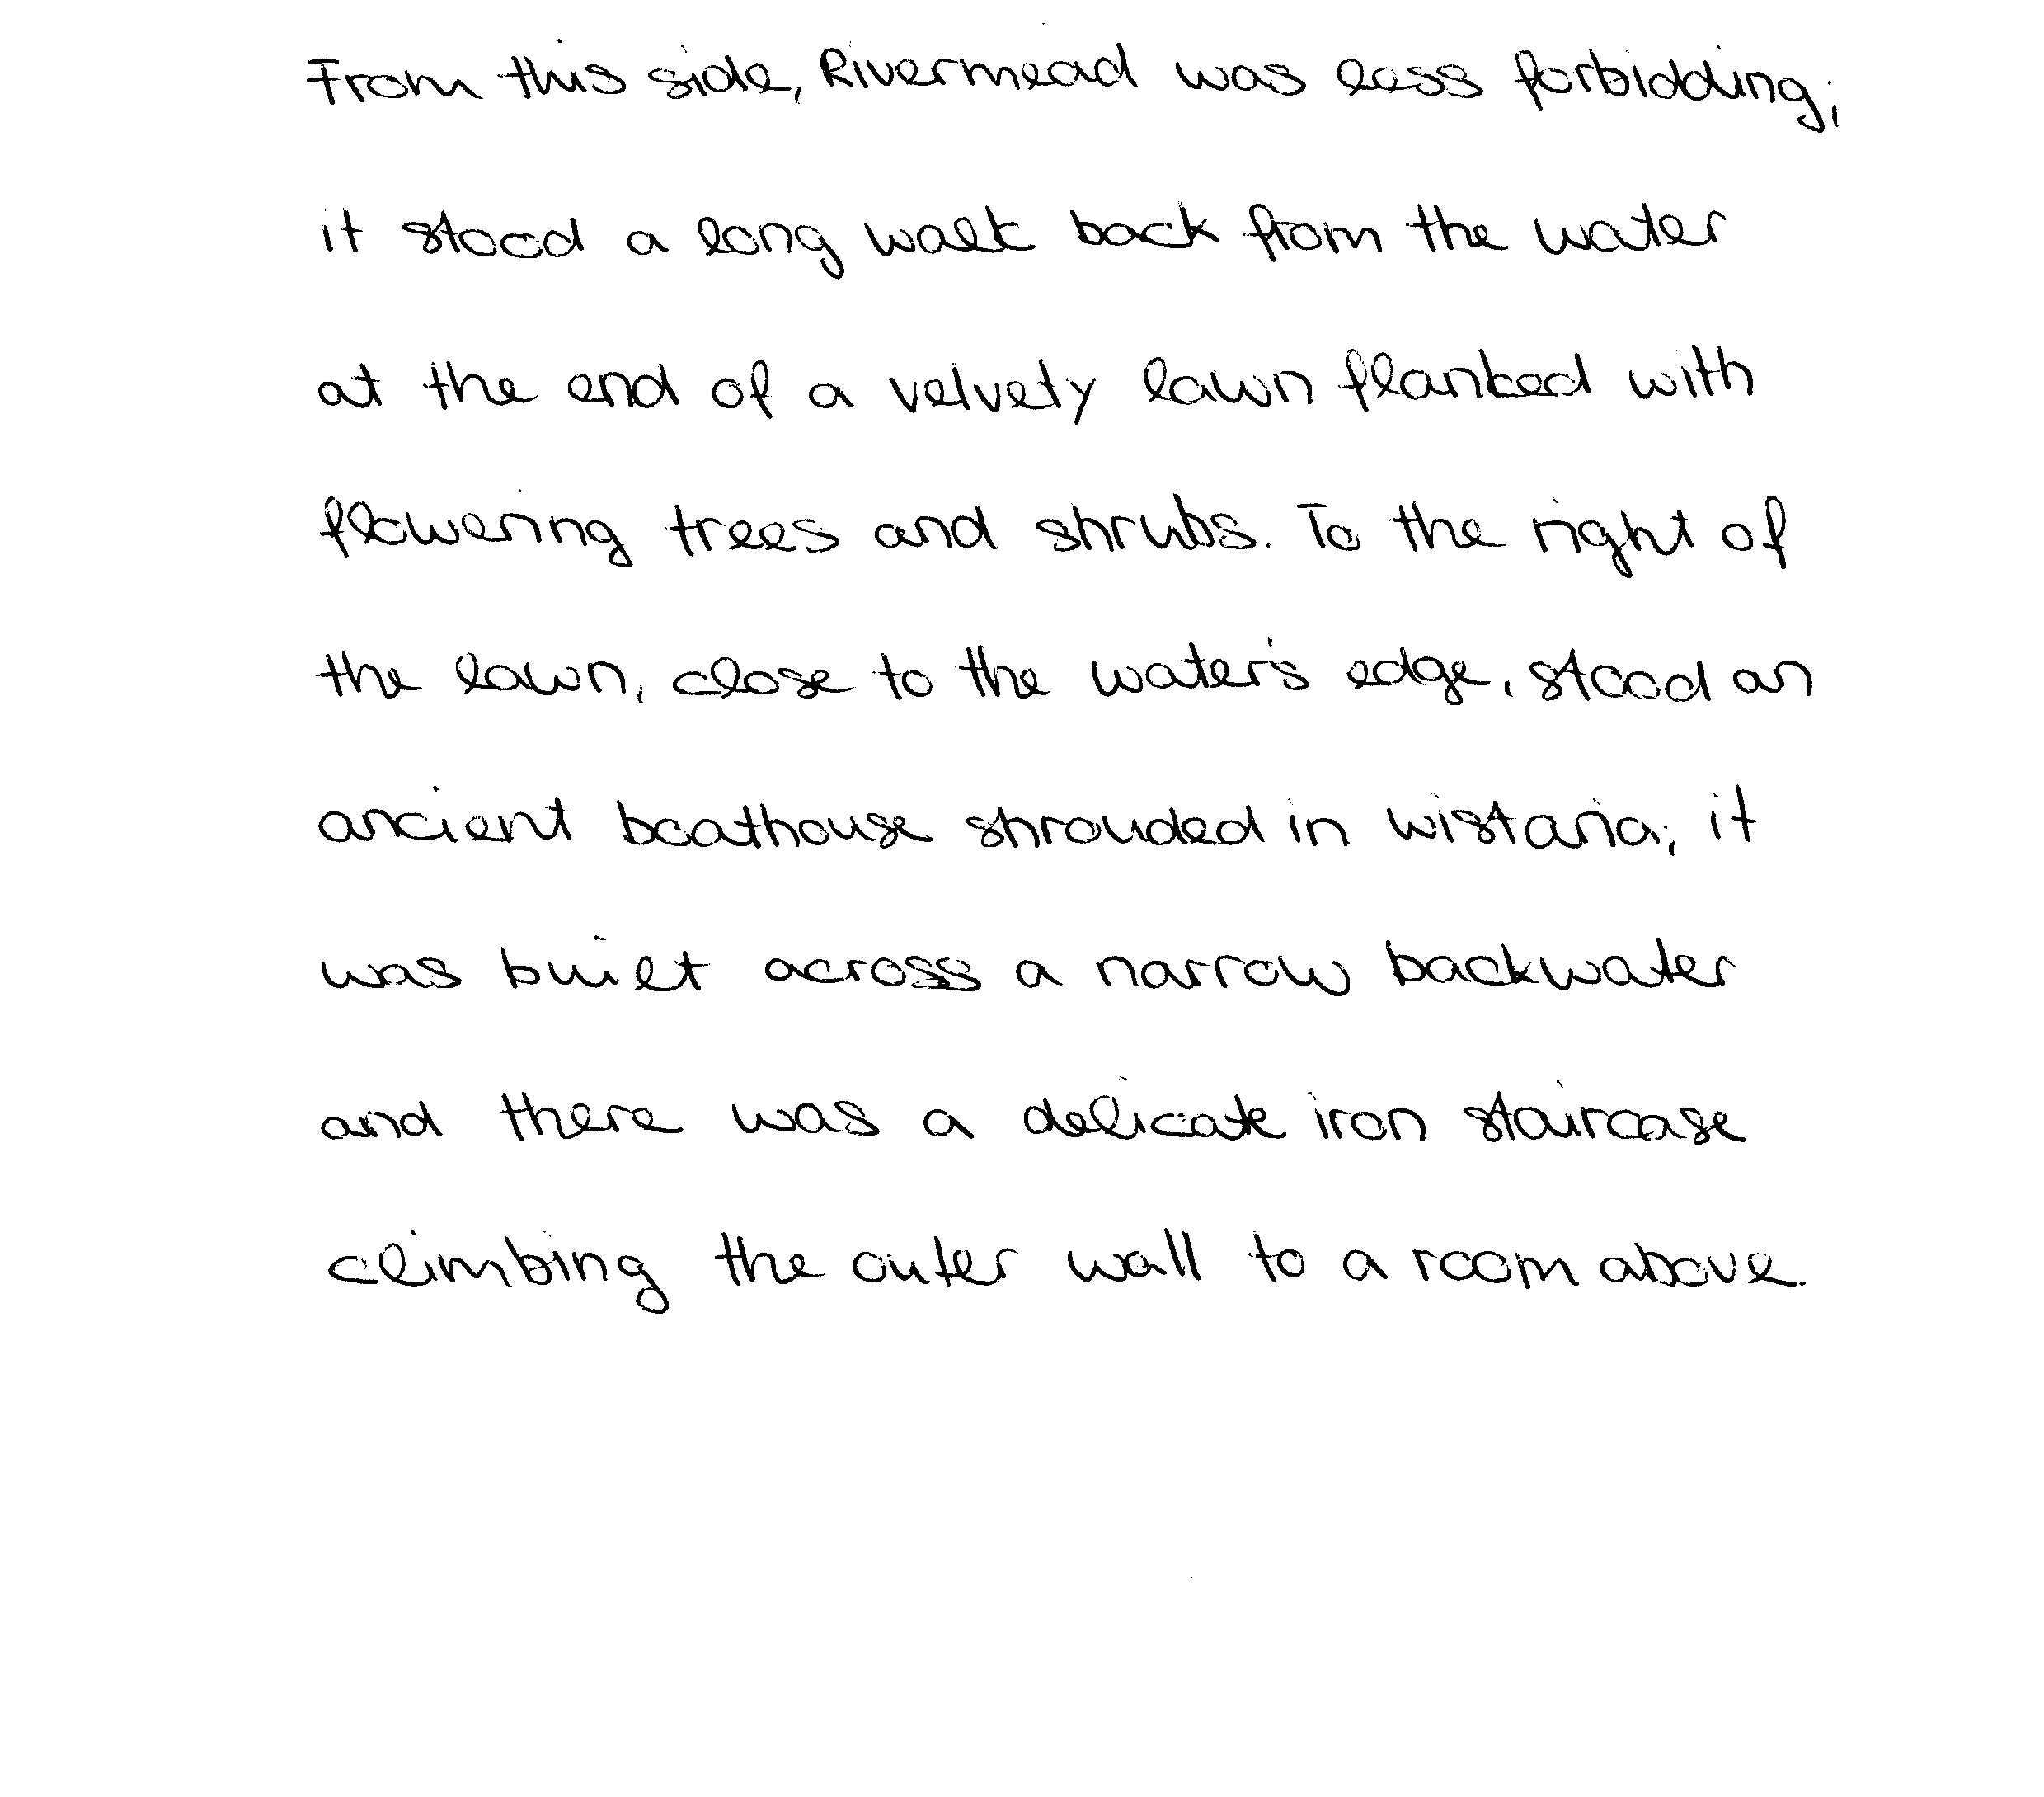 From this side, Rivermead was less forbidding;
it stood a long walk back from the water
at the end of a velvety lawn flanked with
flowering trees and shrubs. To the right of
the lawn, close to the water's edge, stood an
ancient boathouse shrouded in wistaria; it
was built across a narrow backwater
and there was a delicate iron staircase
climbing the outer wall to a room above.